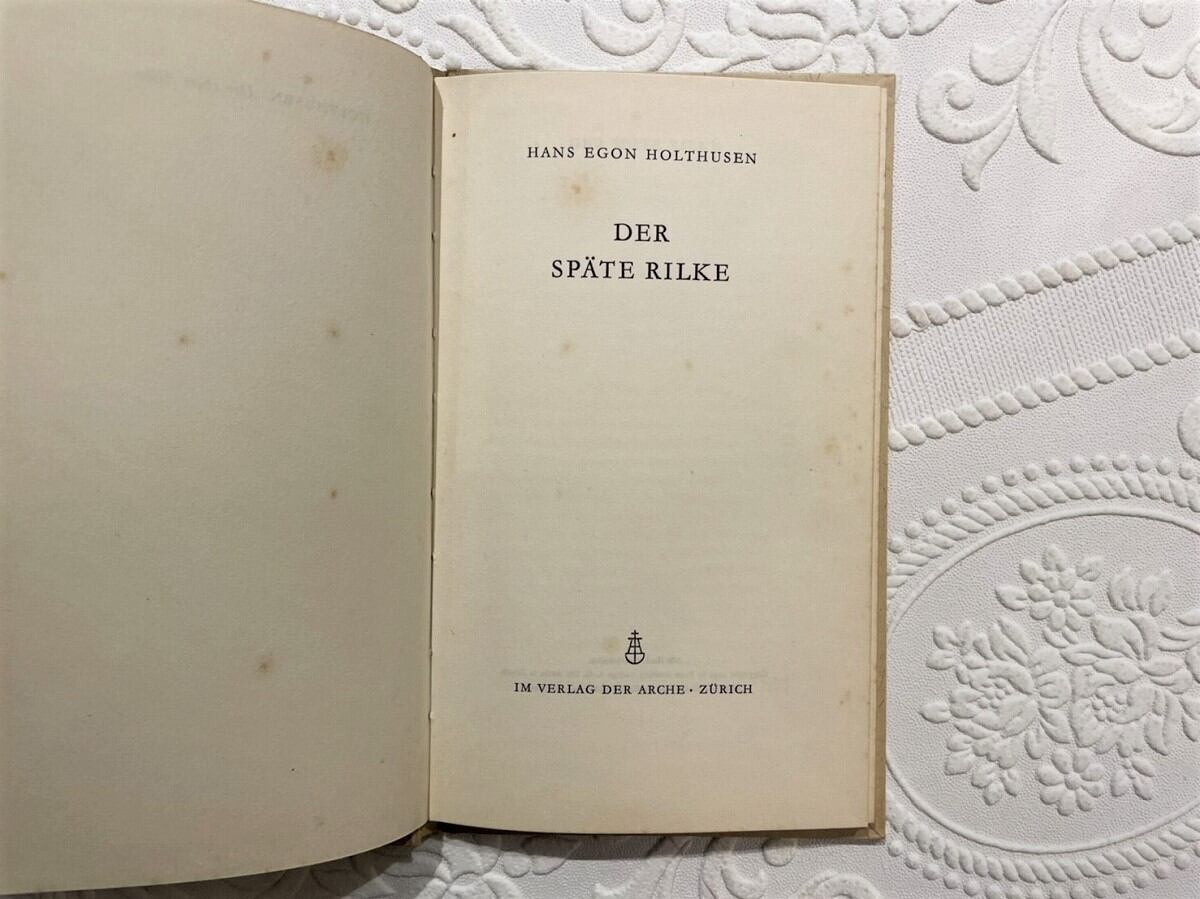 HANS EGON HOLTHUSEN
DER
SPÄTE RILKE
IM VERLAG DER ARCHE · ZÜRICH